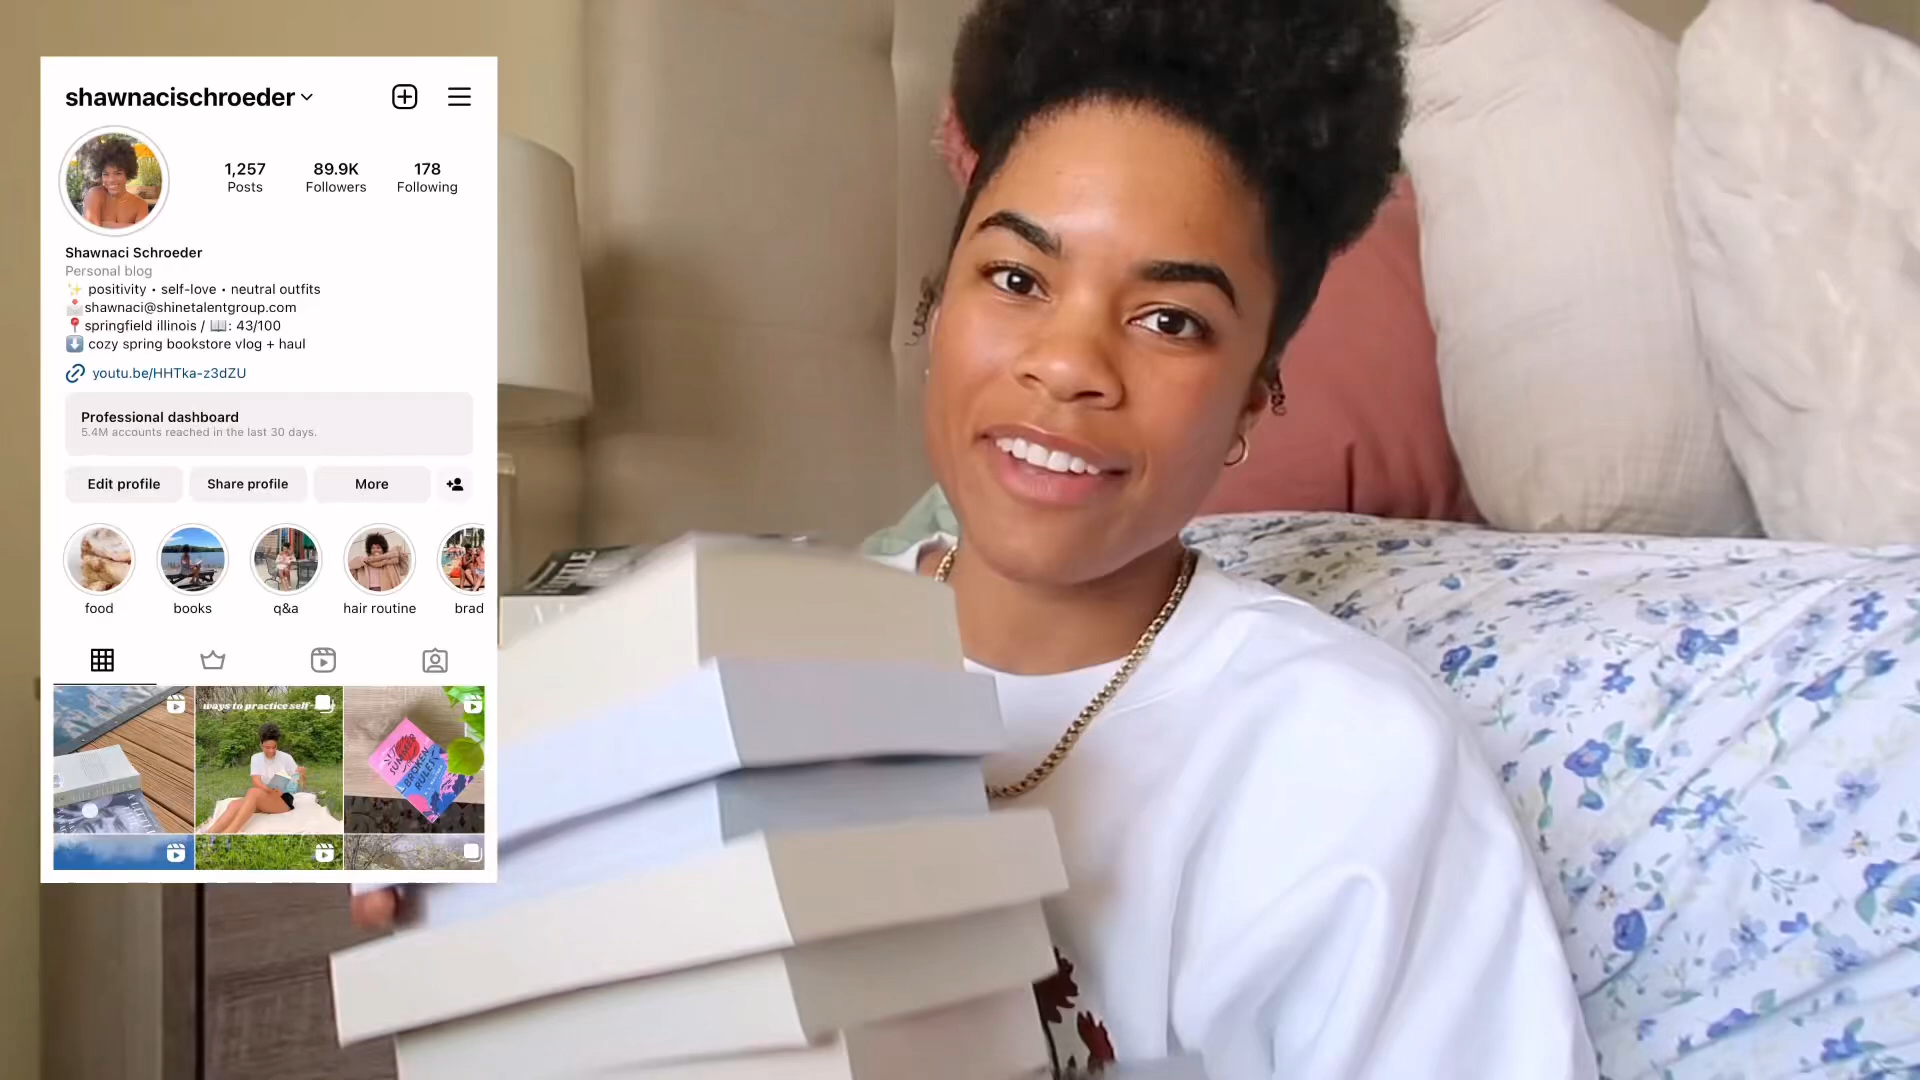 shawnacischroeder
1,257 89.9K 178
Posts Followers Following
Shawnaci Schroeder
Personal blog
✨ positivity • self-love • neutral outfits
📩shawnaci@shinetalentgroup.com
📍springfield illinois / 📖: 43/100
⬇️ cozy spring bookstore vlog + haul
youtu.be/HHTka-z3dZU
Professional dashboard
5.4M accounts reached in the last 30 days.
Edit profile Share profile More
food books q&a hair routine brad
ways to practice self-
SUMMER
BROKEN
RULES